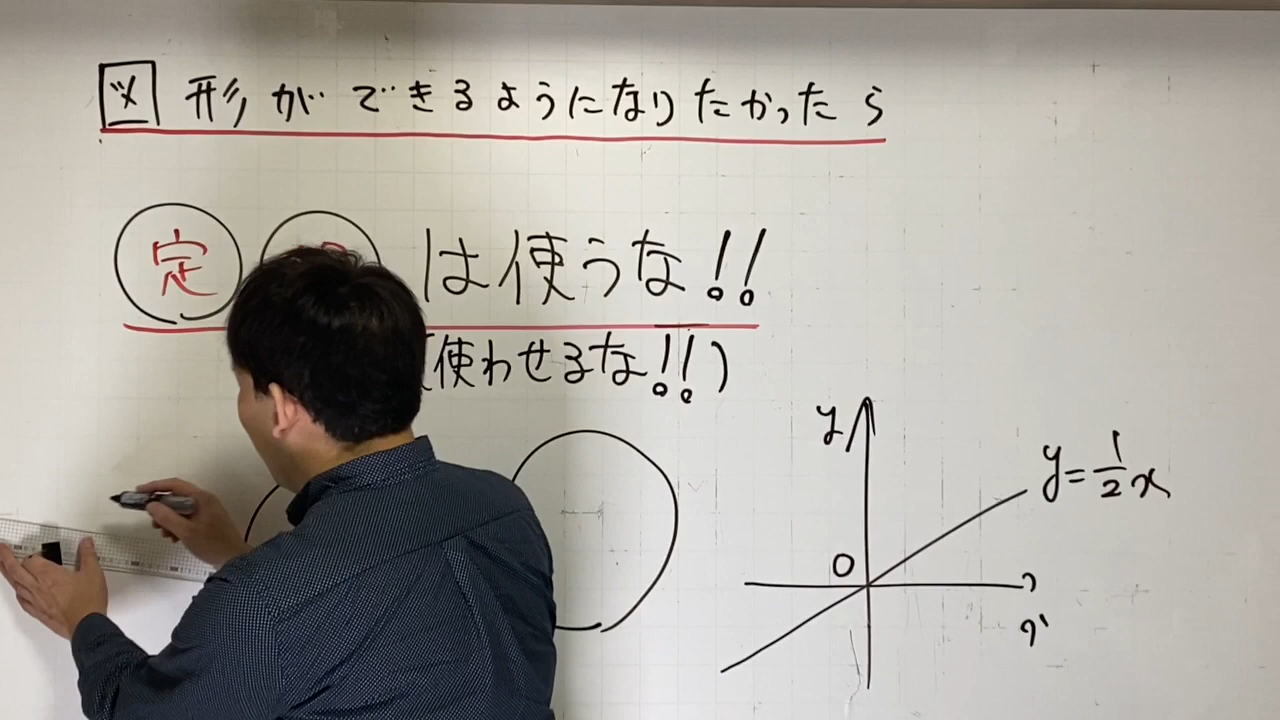 図形ができるようになりたかったら
定 は使うな!!
(使わせるな!!)
y
y=1/2x
O